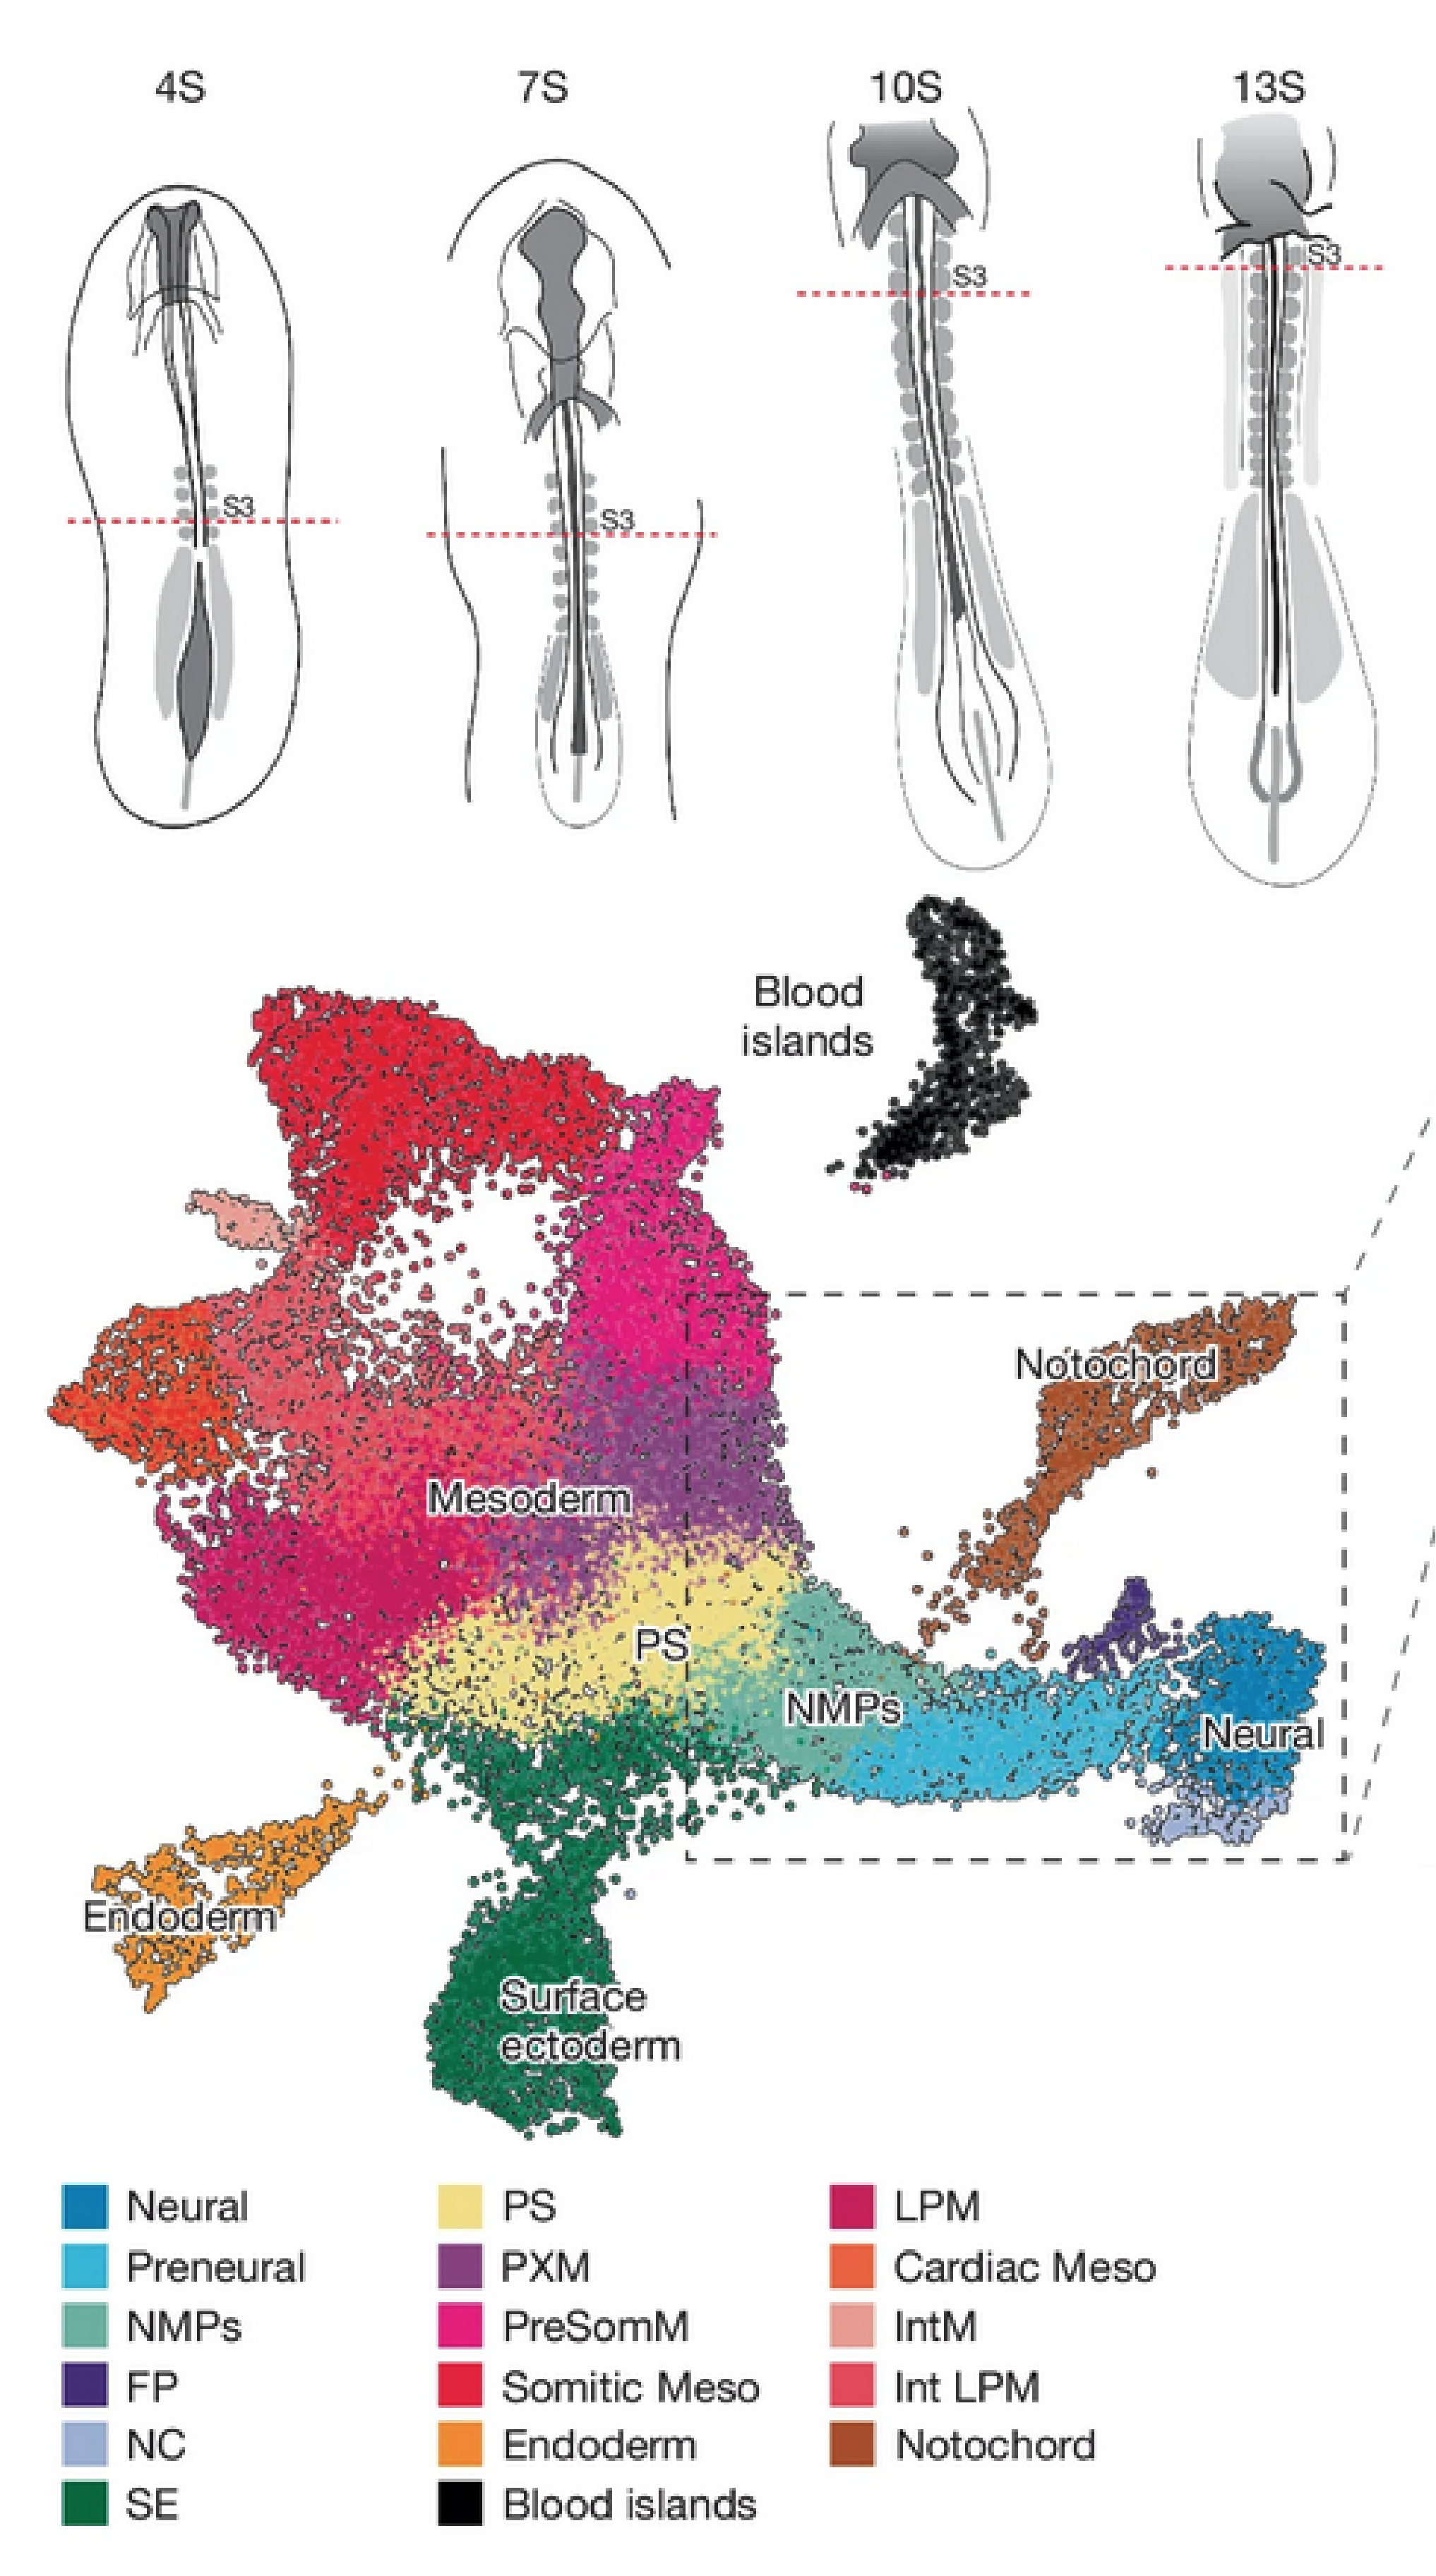 4S
7S
10S
13S
S3
S3
S3
S3
Blood
islands
Notochord
Mesoderm
PS
NMPs
Neural
Endoderm
Surface
ectoderm
Neural
PS
LPM
Preneural
PXM
Cardiac Meso
NMPs
PreSomM
IntM
FP
Somitic Meso
Int LPM
NC
Endoderm
Notochord
SE
Blood islands